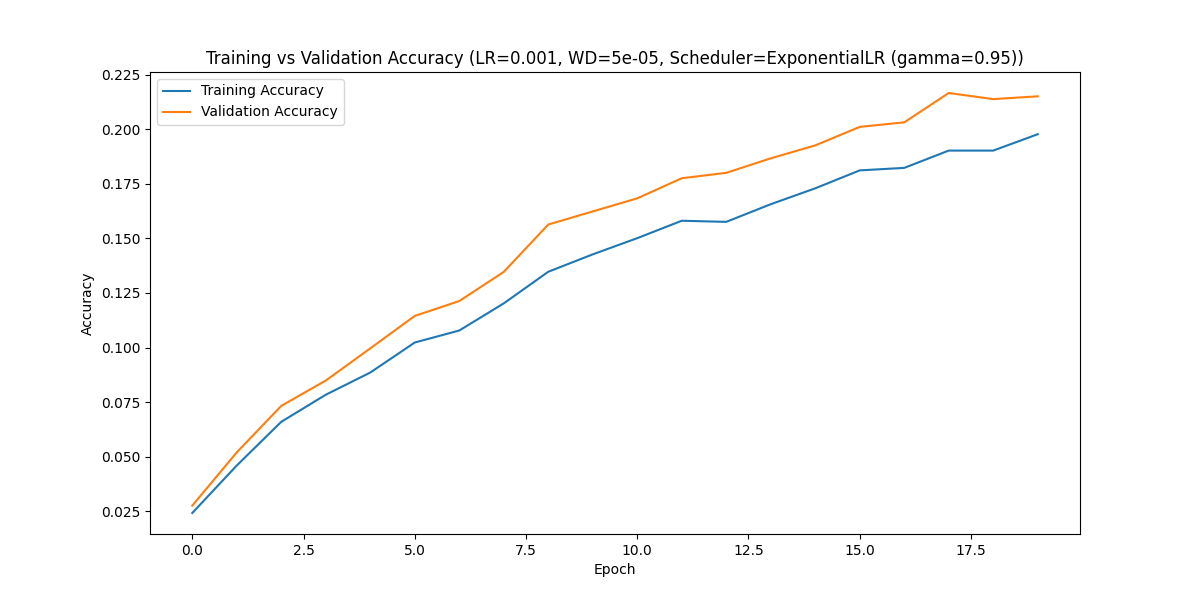 Training vs Validation Accuracy (LR=0.001, WD=5e-05, Scheduler=ExponentialLR (gamma=0.95))
Training Accuracy
Validation Accuracy
Accuracy
0.225
0.200
0.175
0.150
0.125
0.100
0.075
0.050
0.025
0.0 2.5 5.0 7.5 10.0 12.5 15.0 17.5
Epoch